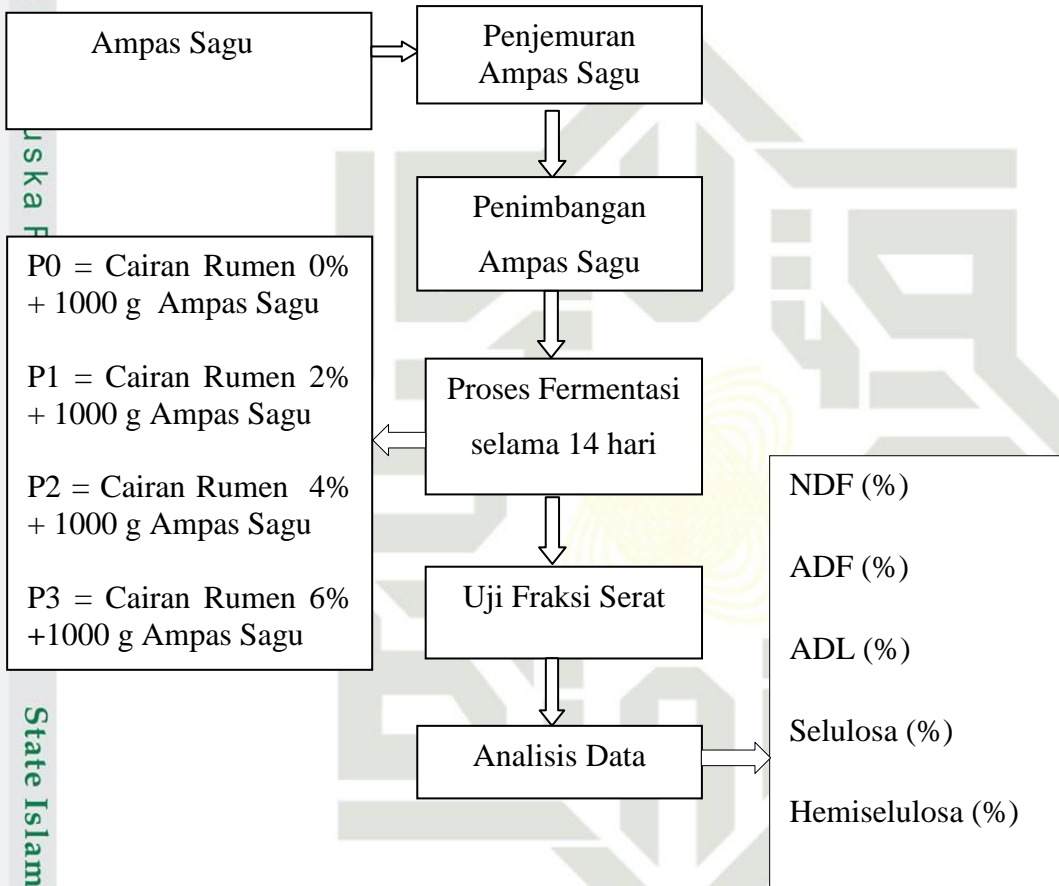 Ampas Sagu
Penjemuran
Ampas Sagu
Penimbangan
Ampas Sagu
P0 = Cairan Rumen 0%
+ 1000 g Ampas Sagu
P1 = Cairan Rumen 2%
+ 1000 g Ampas Sagu
P2 = Cairan Rumen 4%
+ 1000 g Ampas Sagu
P3 = Cairan Rumen 6%
+1000 g Ampas Sagu
Proses Fermentasi
selama 14 hari
Uji Fraksi Serat
Analisis Data
NDF (%)
ADF (%)
ADL (%)
Selulosa (%)
Hemiselulosa (%)
uska
State Islam